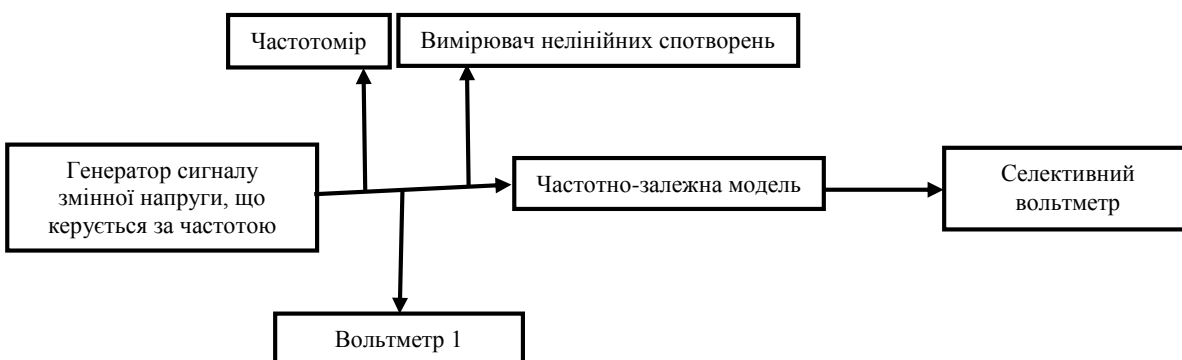 Частотомір
Вимірювач нелінійних спотворень
Генератор сигналу
змінної напруги, що
керується за частотою
Частотно-залежна модель
Селективний
вольтметр
Вольтметр 1